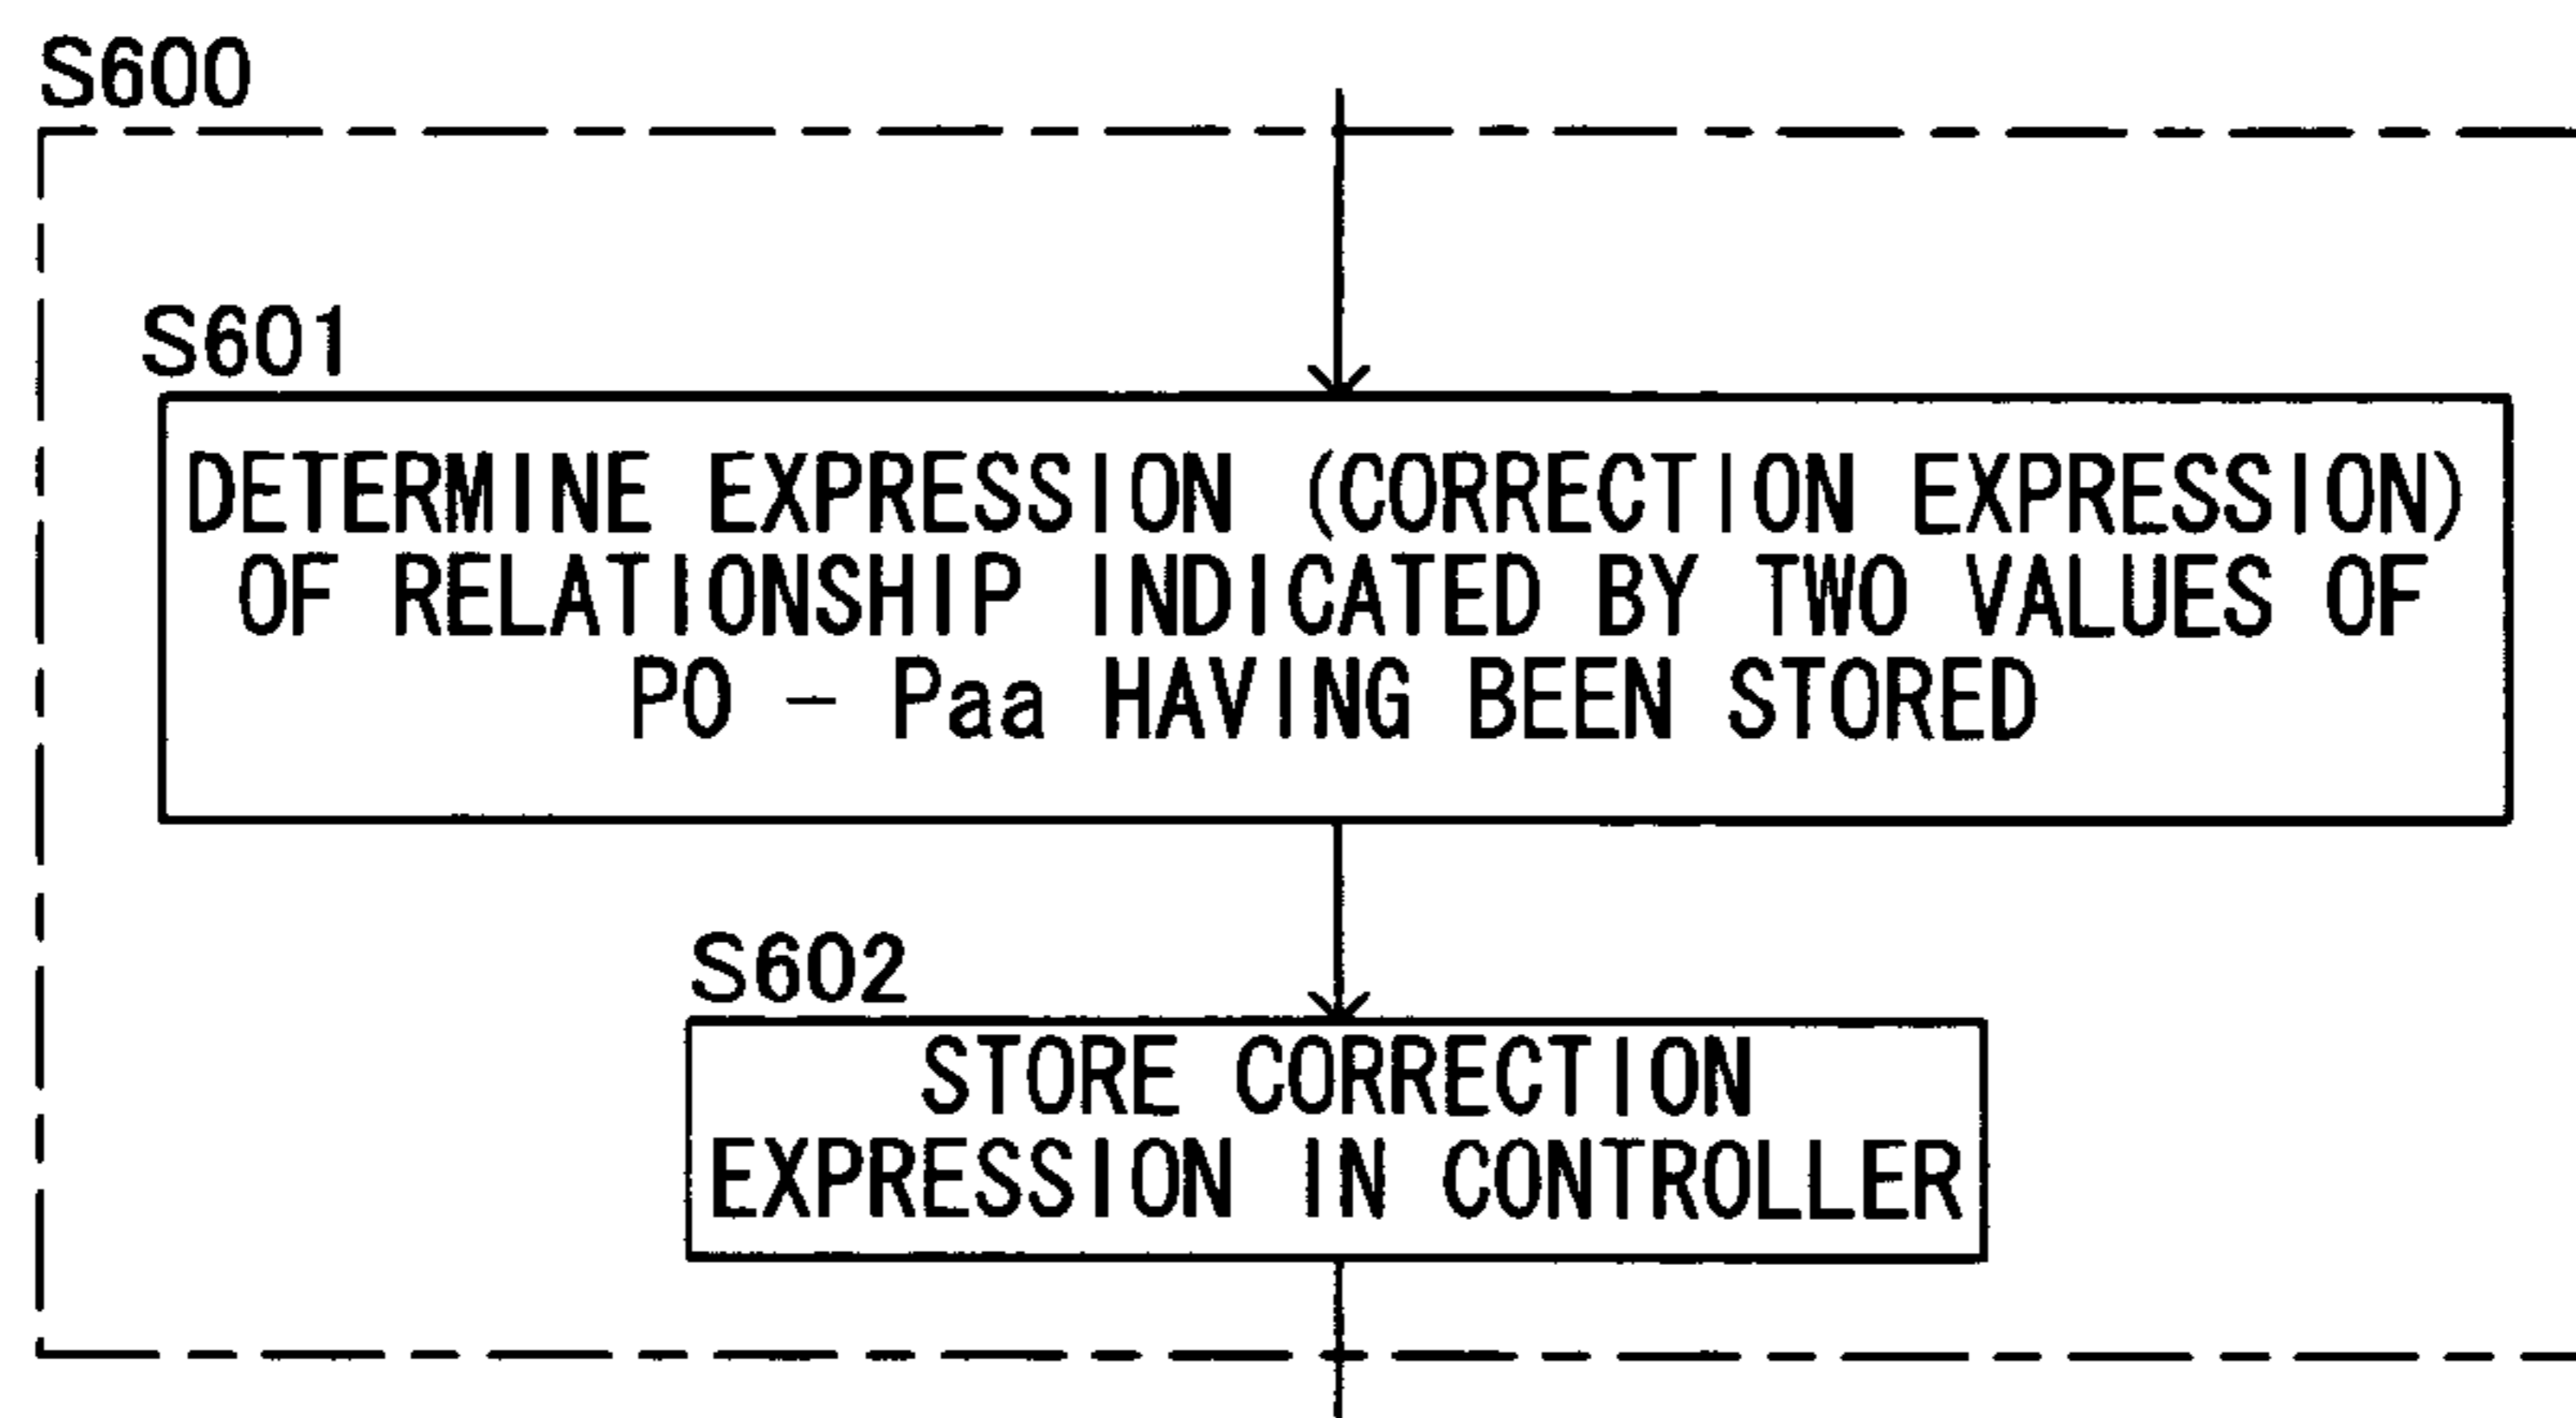 S600
S601
DETERMINE EXPRESSION (CORRECTION EXPRESSION)
OF RELATIONSHIP INDICATED BY TWO VALUES OF
P0 - Paa HAVING BEEN STORED
S602
STORE CORRECTION
EXPRESSION IN CONTROLLER